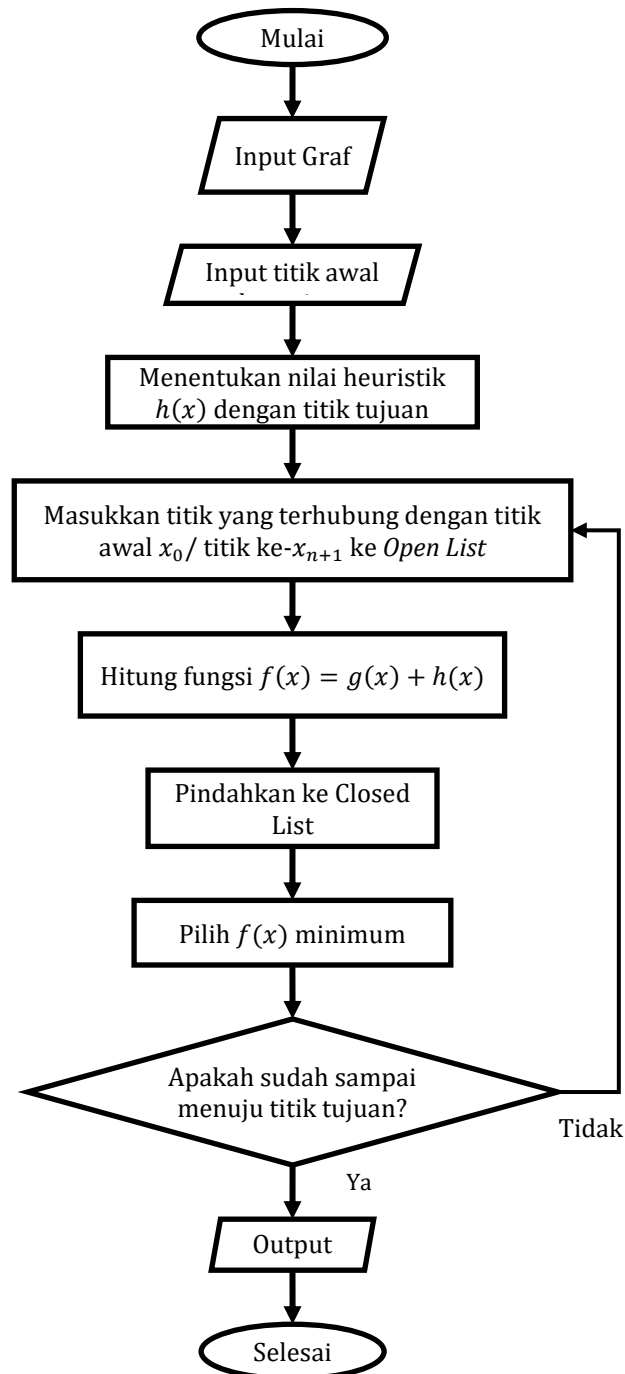 Mulai
Input Graf
Input titik awal
Menentukan nilai heuristik
h(x) dengan titik tujuan
Masukkan titik yang terhubung dengan titik
awal x₀/ titik ke-xₙ₊₁ ke Open List
Hitung fungsi f(x) = g(x) + h(x)
Pindahkan ke Closed
List
Pilih f(x) minimum
Apakah sudah sampai
menuju titik tujuan?
Tidak
Ya
Output
Selesai